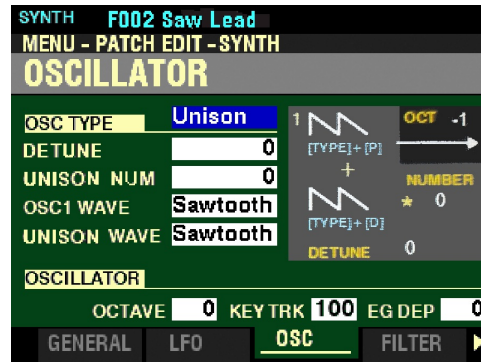 SYNTH F002 Saw Lead
MENU - PATCH EDIT - SYNTH
OSCILLATOR
OSC TYPE Unison
DETUNE 0
UNISON NUM 0
OSC1 WAVE Sawtooth
UNISON WAVE Sawtooth
1 OCT -1
[TYPE]+[P]
+
NUMBER
* 0
[TYPE]+[D]
DETUNE 0
OSCILLATOR
OCTAVE 0 KEY TRK 100 EG DEP 0
GENERAL LFO OSC FILTER